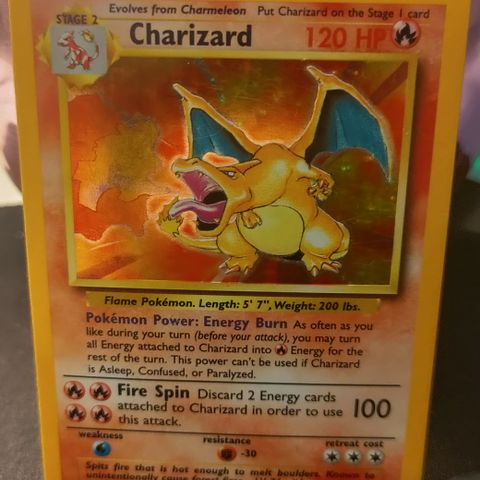 Evolves from Charmeleon Put Charizard on the Stage 1 card
STAGE 2
Charizard 120 HP
Flame Pokémon. Length: 5' 7", Weight: 200 lbs.
Pokémon Power: Energy Burn As often as you
like during your turn (before your attack), you may turn
all Energy attached to Charizard into Energy for the
rest of the turn. This power can't be used if Charizard
is Asleep, Confused, or Paralyzed.
Fire Spin Discard 2 Energy cards
attached to Charizard in order to use 100
this attack.
weakness resistance retreat cost
-30
Spits fire that is hot enough to melt boulders. Known to
unintentionally cause forest